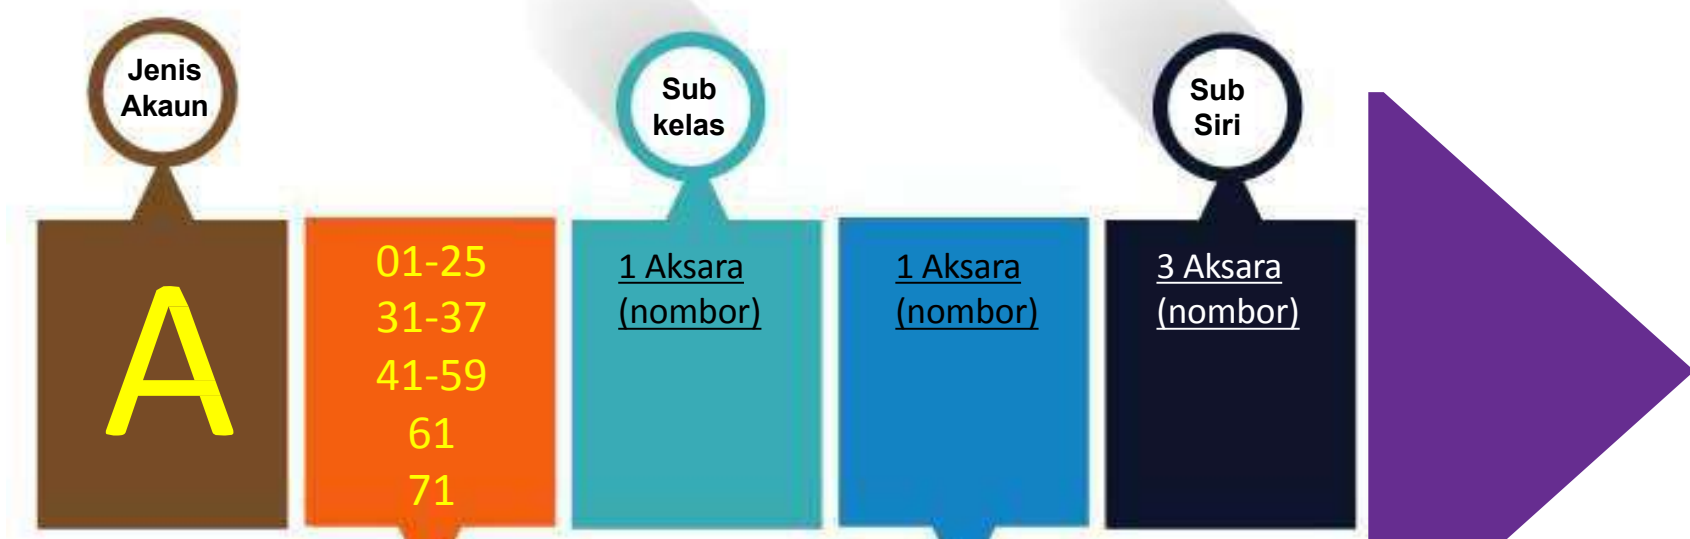 Jenis
Akaun
Sub
kelas
Sub
Siri
A
01-25
31-37
41-59
61
71
1 Aksara
(nombor)
1 Aksara
(nombor)
3 Aksara
(nombor)